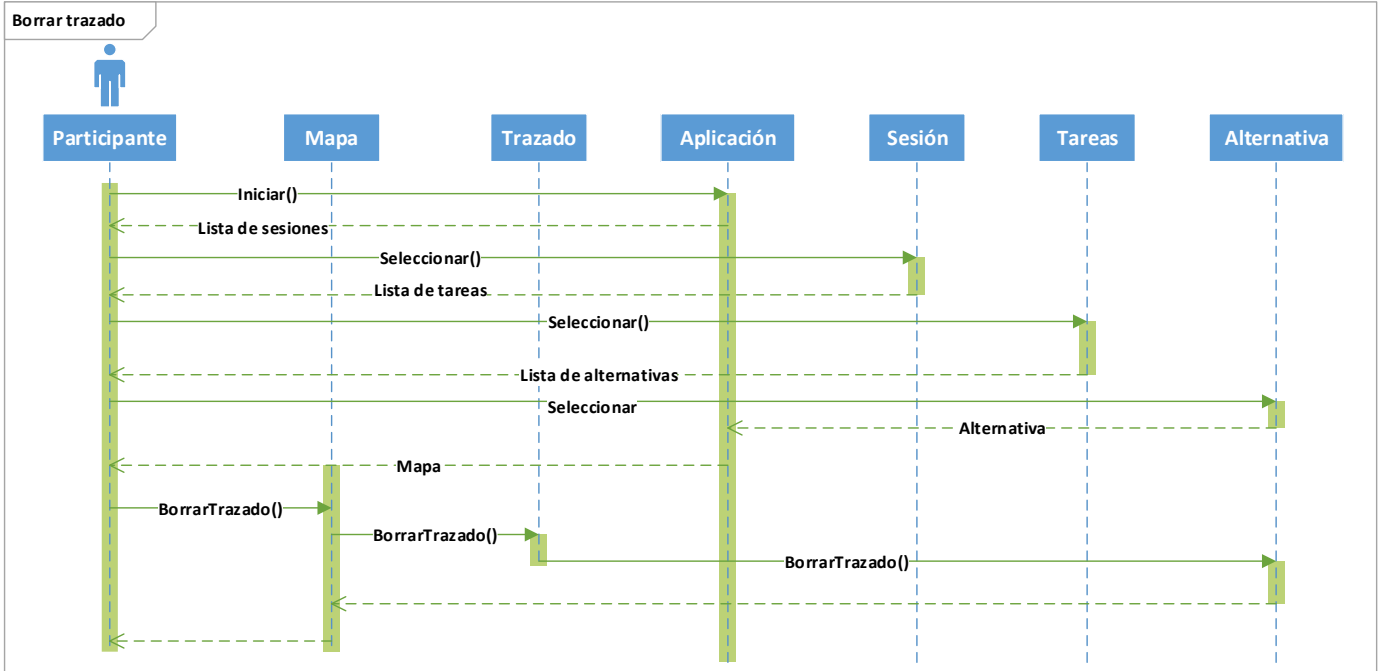 Borrar trazado
Participante
Mapa
Trazado
Aplicación
Sesión
Tareas
Alternativa
Iniciar()
Lista de sesiones
Seleccionar()
Lista de tareas
Seleccionar()
Lista de alternativas
Seleccionar
Alternativa
Mapa
BorrarTrazado()
BorrarTrazado()
BorrarTrazado()